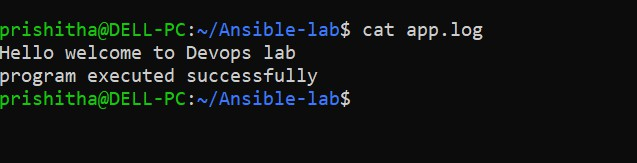 prishitha@DELL-PC:~/Ansible-lab$ cat app.log
Hello welcome to Devops lab
program executed successfully
prishitha@DELL-PC:~/Ansible-lab$